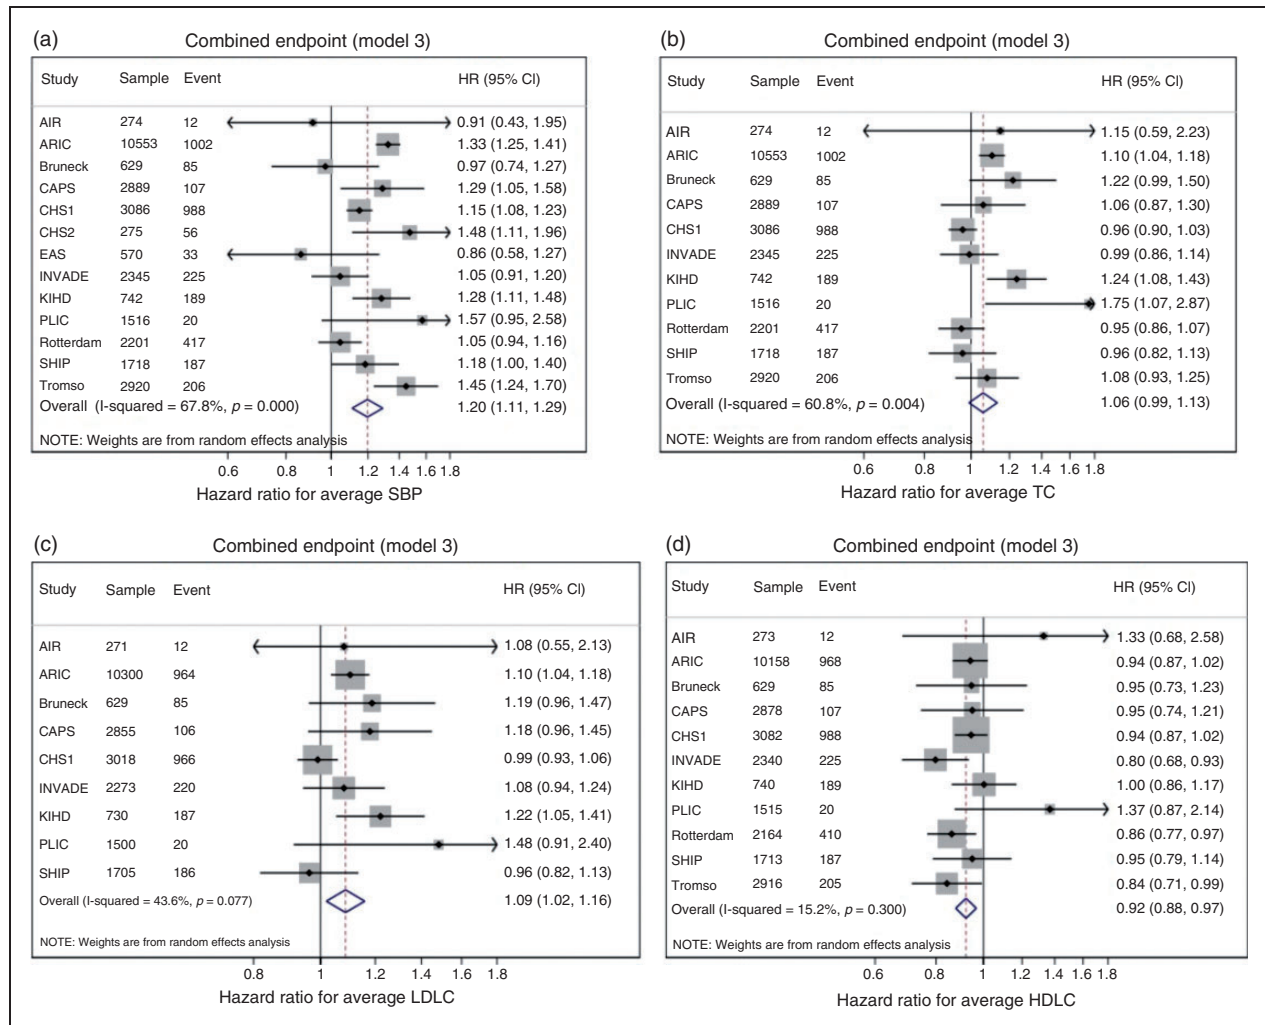 (a)
Combined endpoint (model 3)
Study Sample Event HR (95% CI)
AIR 274 12 0.91 (0.43, 1.95)
ARIC 10553 1002 1.33 (1.25, 1.41)
Bruneck 629 85 0.97 (0.74, 1.27)
CAPS 2889 107 1.29 (1.05, 1.58)
CHS1 3086 988 1.15 (1.08, 1.23)
CHS2 275 56 1.48 (1.11, 1.96)
EAS 570 33 0.86 (0.58, 1.27)
INVADE 2345 225 1.05 (0.91, 1.20)
KIHD 742 189 1.28 (1.11, 1.48)
PLIC 1516 20 1.57 (0.95, 2.58)
Rotterdam 2201 417 1.05 (0.94, 1.16)
SHIP 1718 187 1.18 (1.00, 1.40)
Tromso 2920 206 1.45 (1.24, 1.70)
Overall (I-squared = 67.8%, p = 0.000) 1.20 (1.11, 1.29)
NOTE: Weights are from random effects analysis
0.6 0.8 1 1.2 1.4 1.6 1.8
Hazard ratio for average SBP
(b)
Combined endpoint (model 3)
Study Sample Event HR (95% CI)
AIR 274 12 1.15 (0.59, 2.23)
ARIC 10553 1002 1.10 (1.04, 1.18)
Bruneck 629 85 1.22 (0.99, 1.50)
CAPS 2889 107 1.06 (0.87, 1.30)
CHS1 3086 988 0.96 (0.90, 1.03)
INVADE 2345 225 0.99 (0.86, 1.14)
KIHD 742 189 1.24 (1.08, 1.43)
PLIC 1516 20 1.75 (1.07, 2.87)
Rotterdam 2201 417 0.95 (0.86, 1.07)
SHIP 1718 187 0.96 (0.82, 1.13)
Tromso 2920 206 1.08 (0.93, 1.25)
Overall (I-squared = 60.8%, p = 0.004) 1.06 (0.99, 1.13)
NOTE: Weights are from random effects analysis
0.6 0.8 1 1.2 1.4 1.6 1.8
Hazard ratio for average TC
(c)
Combined endpoint (model 3)
Study Sample Event HR (95% CI)
AIR 271 12 1.08 (0.55, 2.13)
ARIC 10300 964 1.10 (1.04, 1.18)
Bruneck 629 85 1.19 (0.96, 1.47)
CAPS 2855 106 1.18 (0.96, 1.45)
CHS1 3018 966 0.99 (0.93, 1.06)
INVADE 2273 220 1.08 (0.94, 1.24)
KIHD 730 187 1.22 (1.05, 1.41)
PLIC 1500 20 1.48 (0.91, 2.40)
SHIP 1705 186 0.96 (0.82, 1.13)
Overall (I-squared = 43.6%, p = 0.077) 1.09 (1.02, 1.16)
NOTE: Weights are from random effects analysis
0.8 1 1.2 1.4 1.6 1.8
Hazard ratio for average LDLC
(d)
Combined endpoint (model 3)
Study Sample Event HR (95% CI)
AIR 273 12 1.33 (0.68, 2.58)
ARIC 10158 968 0.94 (0.87, 1.02)
Bruneck 629 85 0.95 (0.73, 1.23)
CAPS 2878 107 0.95 (0.74, 1.21)
CHS1 3082 988 0.94 (0.87, 1.02)
INVADE 2340 225 0.80 (0.68, 0.93)
KIHD 740 189 1.00 (0.86, 1.17)
PLIC 1515 20 1.37 (0.87, 2.14)
Rotterdam 2164 410 0.86 (0.77, 0.97)
SHIP 1713 187 0.95 (0.79, 1.14)
Tromso 2916 205 0.84 (0.71, 0.99)
Overall (I-squared = 15.2%, p = 0.300) 0.92 (0.88, 0.97)
NOTE: Weights are from random effects analysis
0.6 0.8 1 1.2 1.4 1.6 1.8
Hazard ratio for average HDLC